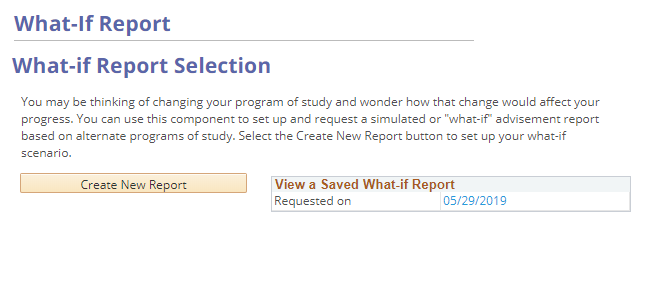 What-If Report
What-if Report Selection
You may be thinking of changing your program of study and wonder how that change would affect your
progress. You can use this component to set up and request a simulated or "what-if" advisement report
based on alternate programs of study. Select the Create New Report button to set up your what-if
scenario.
Create New Report
View a Saved What-if Report
Requested on 05/29/2019